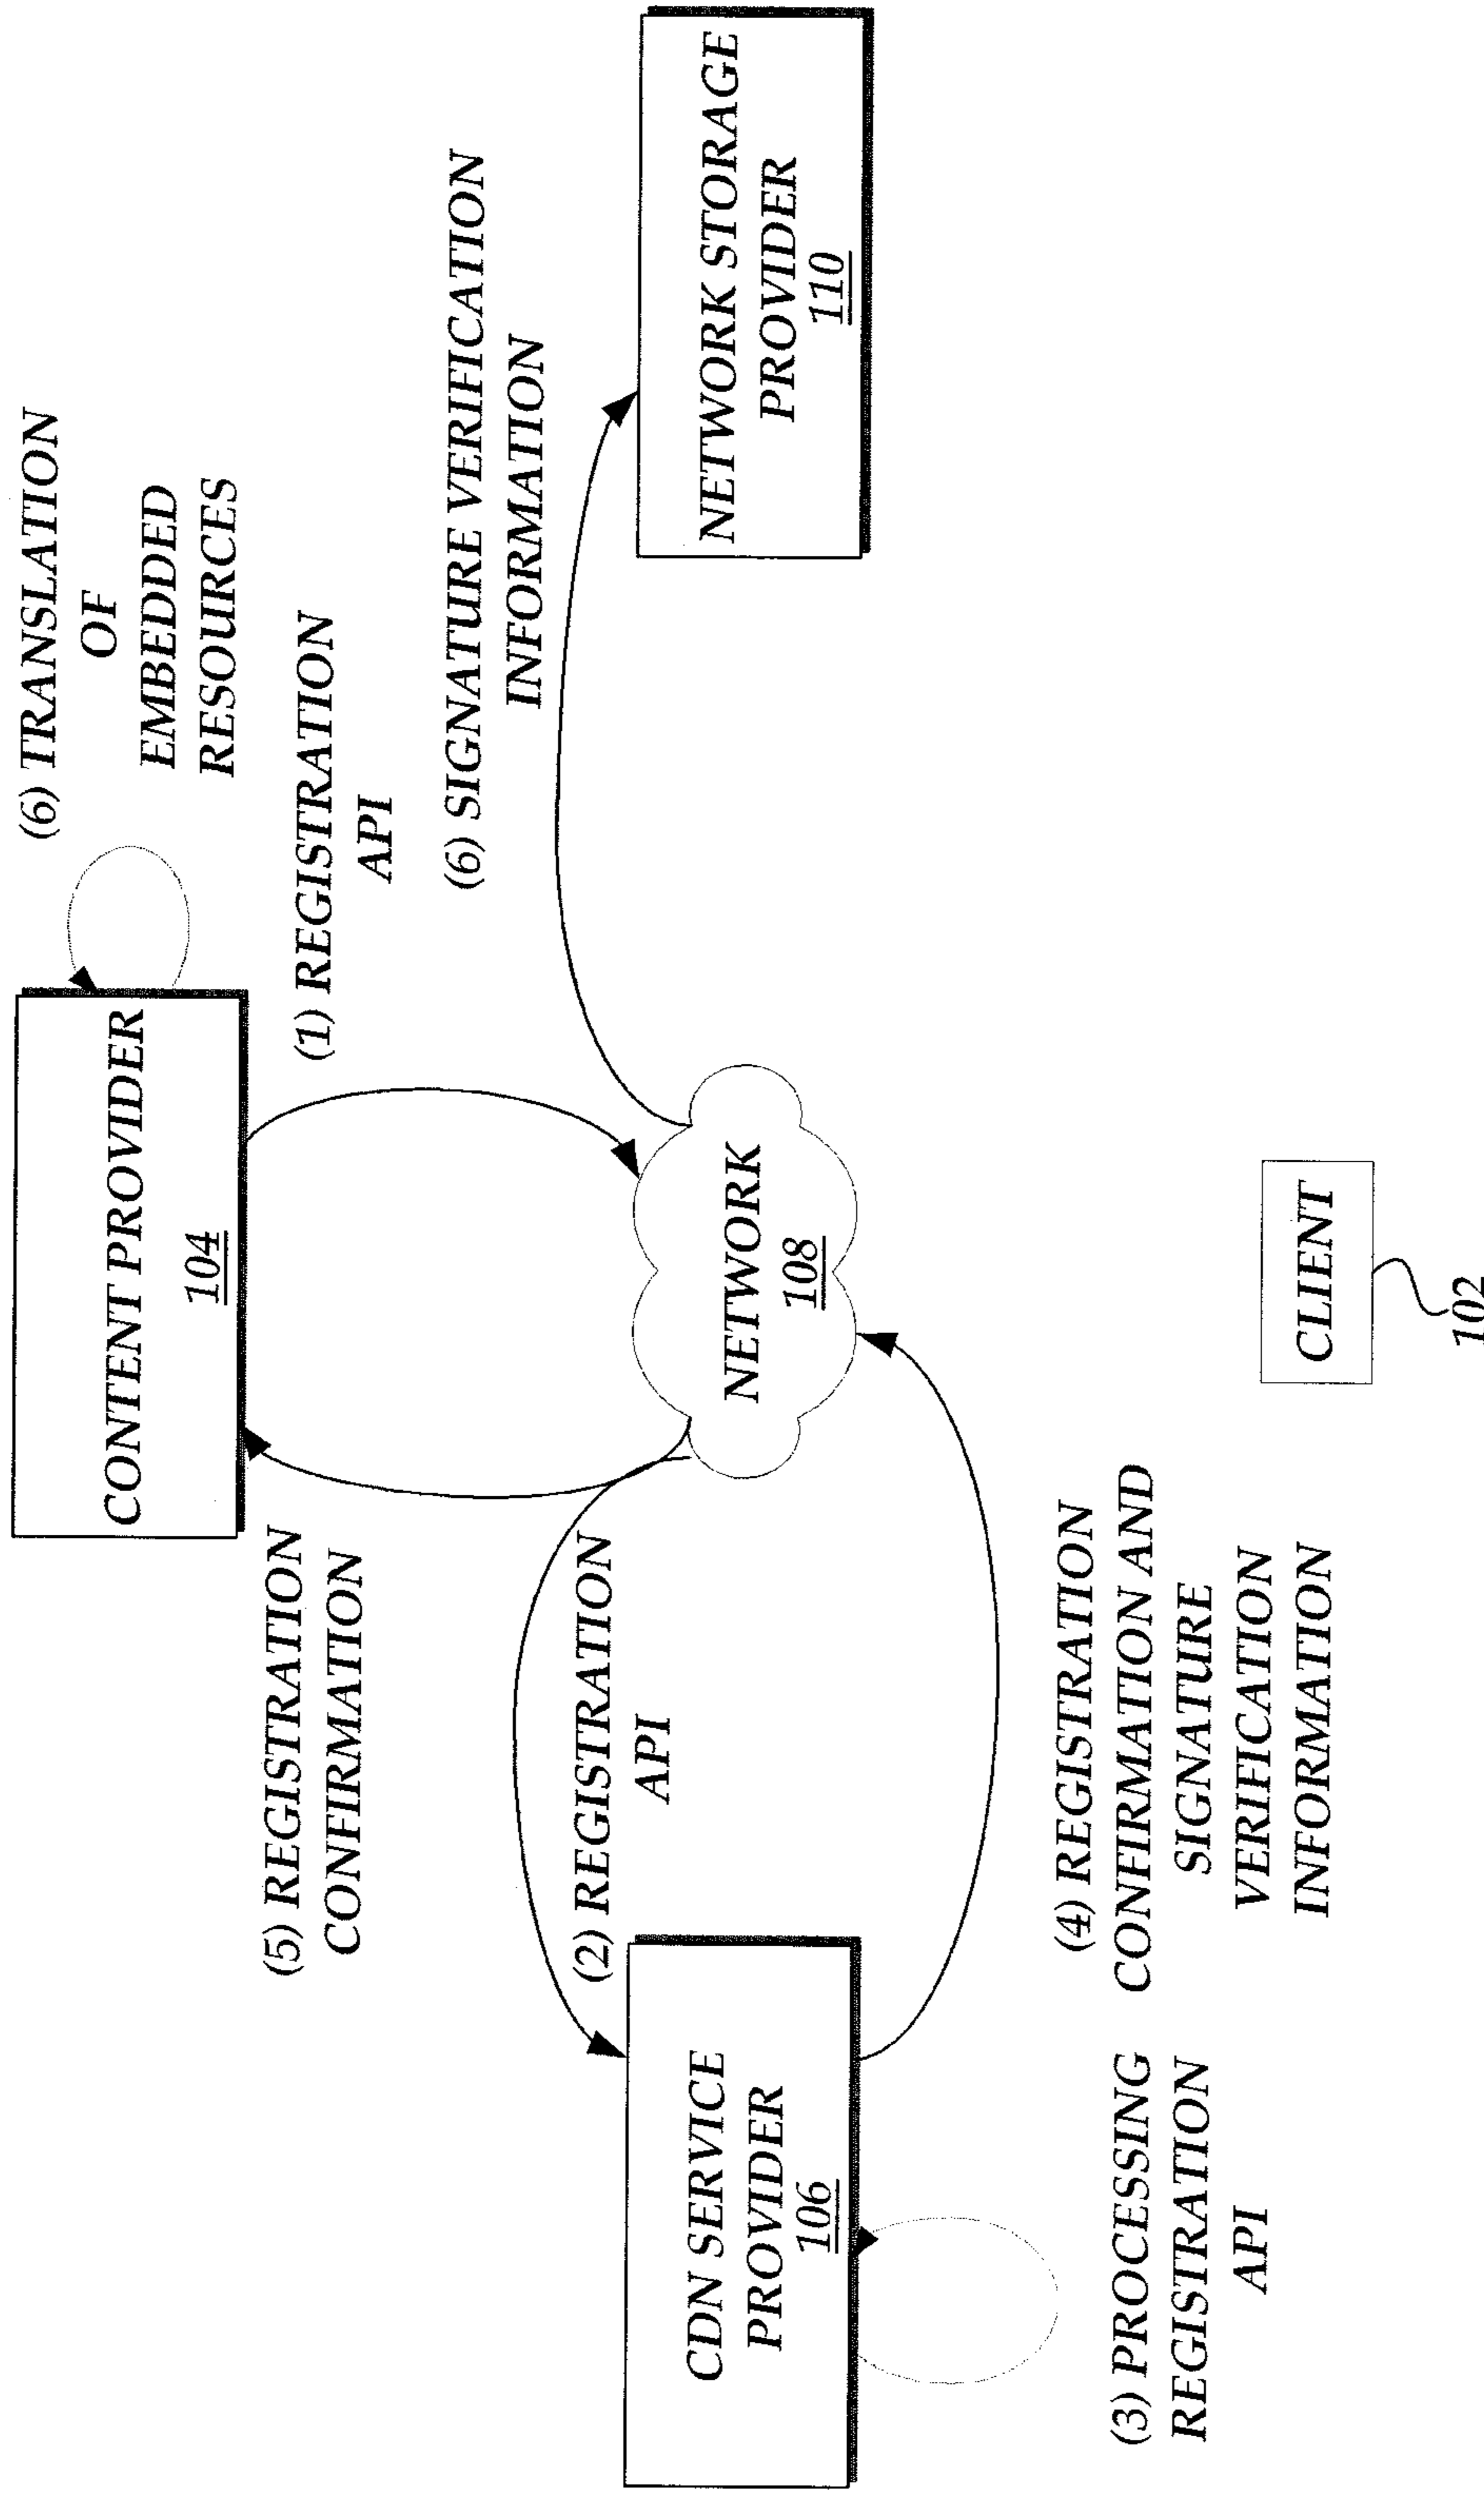 (6) TRANSLATION
OF
EMBEDDED
RESOURCES
CONTENT PROVIDER
104
(1) REGISTRATION
API
(5) REGISTRATION
CONFIRMATION
(6) SIGNATURE VERIFICATION
INFORMATION
(2) REGISTRATION
API
CDN SERVICE
PROVIDER
106
NETWORK
108
NETWORK STORAGE
PROVIDER
110
(3) PROCESSING
REGISTRATION
API
(4) REGISTRATION
CONFIRMATION AND
SIGNATURE
VERIFICATION
INFORMATION
CLIENT
102